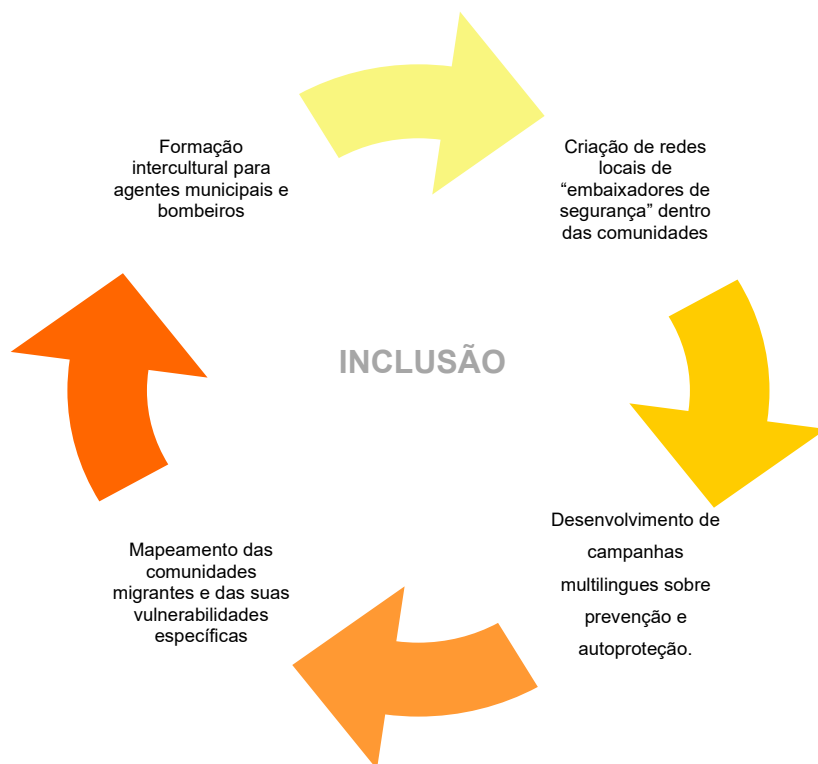 Formação
intercultural para
agentes municipais e
bombeiros
Criação de redes
locais de
“embaixadores de
segurança” dentro
das comunidades
INCLUSÃO
Desenvolvimento de
campanhas
multilingues sobre
prevenção e
autoproteção.
Mapeamento das
comunidades
migrantes e das suas
vulnerabilidades
específicas